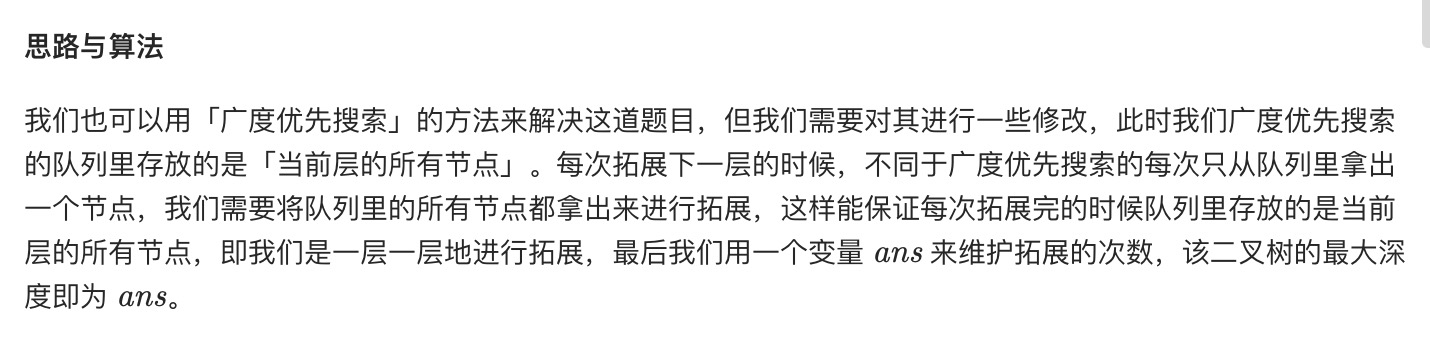 思路与算法
我们也可以用「广度优先搜索」的方法来解决这道题目，但我们需要对其进行一些修改，此时我们广度优先搜索
的队列里存放的是「当前层的所有节点」。每次拓展下一层的时候，不同于广度优先搜索的每次只从队列里拿出
一个节点，我们需要将队列里的所有节点都拿出来进行拓展，这样能保证每次拓展完的时候队列里存放的是当前
层的所有节点，即我们是一层一层地进行拓展，最后我们用一个变量 ans 来维护拓展的次数，该二叉树的最大深
度即为 ans。